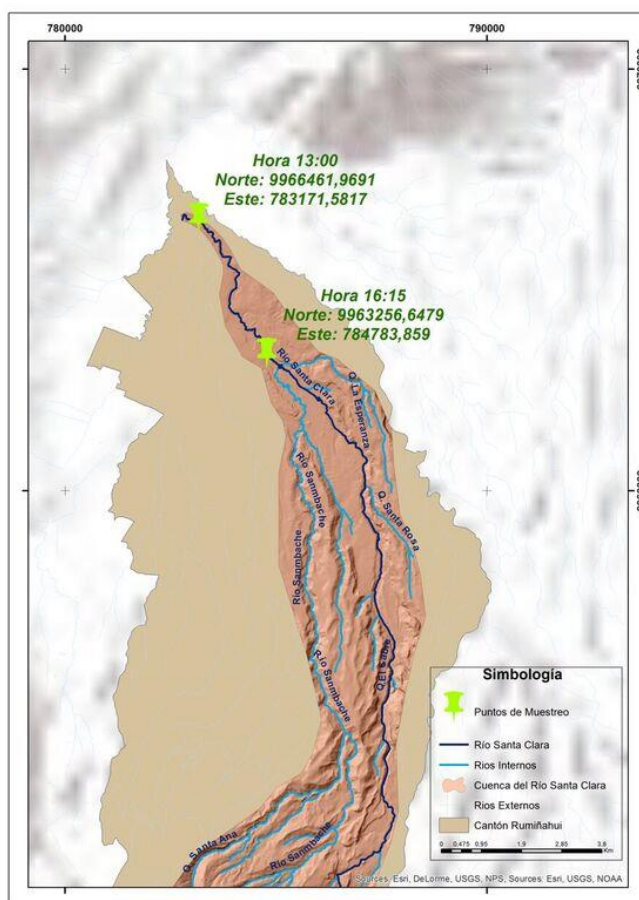 780000
790000
Hora 13:00
Norte: 9966461,9691
Este: 783171,5817
Hora 16:15
Norte: 9963256,6479
Este: 784783,859
Río Santa Clara
Q. La Esperanza
Río Sanmbache
Q. Santa Rosa
Río Sanmbache
Río Sanmbache
Q. Santa Ana
Río Sanmbache
Simbología
Puntos de Muestreo
Río Santa Clara
Rios Internos
Cuenca del Río Santa Clara
Rios Externos
Cantón Rumiñahui
0 0.475 0.95 1.9 2.85 3.8
Km
Sources: Esri, DeLorme, USGS, NPS, Sources: Esri, USGS, NOAA